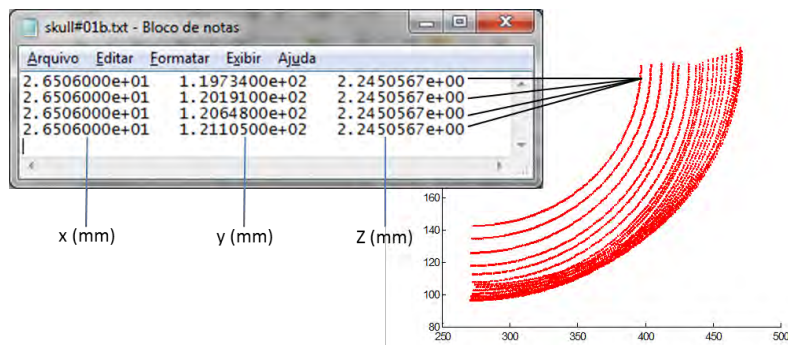 skull#01b.txt - Bloco de notas
Arquivo Editar Formatar Exibir Ajuda
2.6506000e+01 1.1973400e+02 2.2450567e+00
2.6506000e+01 1.2019100e+02 2.2450567e+00
2.6506000e+01 1.2064800e+02 2.2450567e+00
2.6506000e+01 1.2110500e+02 2.2450567e+00
x (mm) y (mm) Z (mm)
160
140
120
100
80
250 300 350 400 450 500